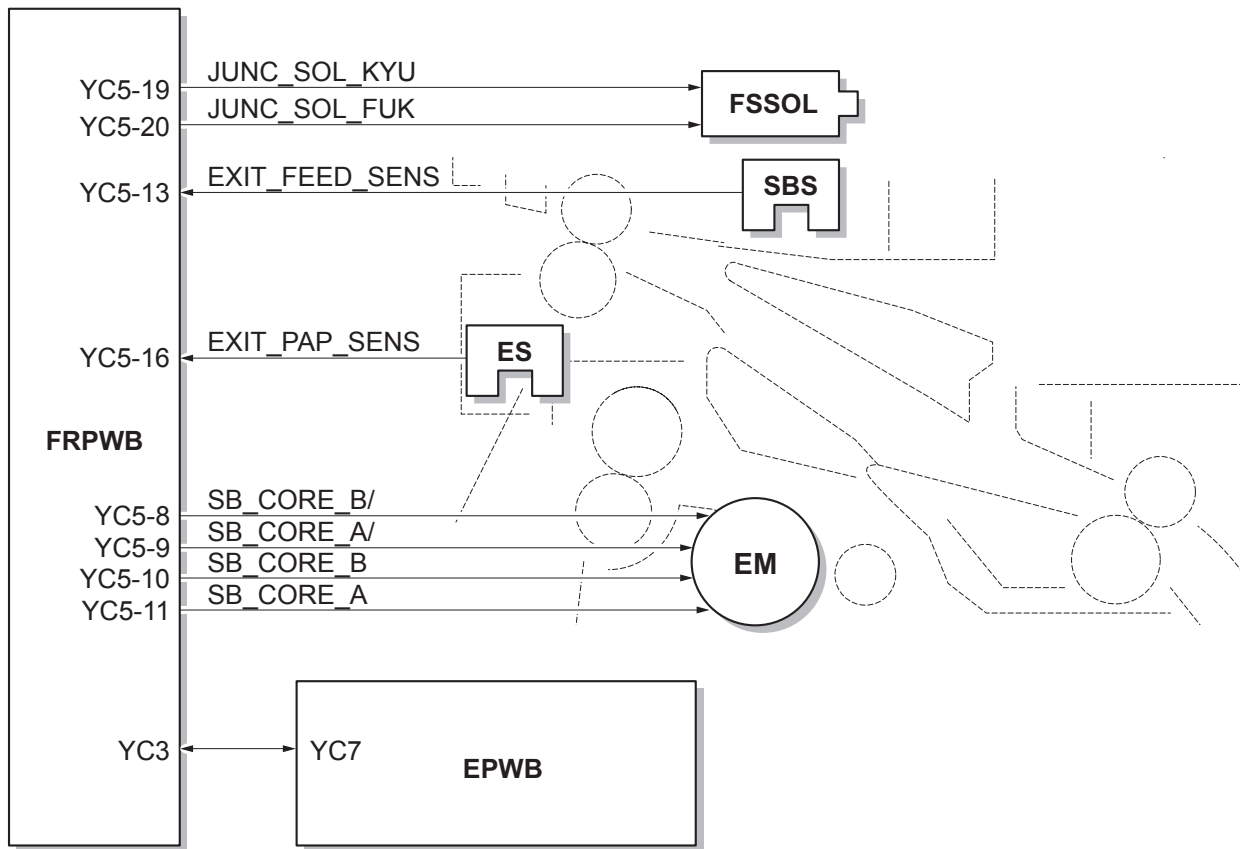 YC5-19 JUNC_SOL_KYU
FSSOL
YC5-20 JUNC_SOL_FUK
YC5-13 EXIT_FEED_SENS
SBS
YC5-16 EXIT_PAP_SENS
ES
FRPWB
YC5-8 SB_CORE_B/
YC5-9 SB_CORE_A/
YC5-10 SB_CORE_B
YC5-11 SB_CORE_A
EM
YC3
YC7
EPWB